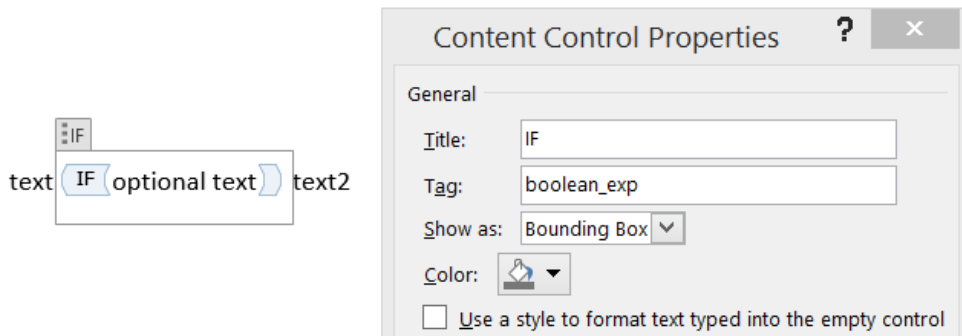 IF
text IF optional text text2
Content Control Properties ? ×
General
Title: IF
Tag: boolean_exp
Show as: Bounding Box
Color:
Use a style to format text typed into the empty control